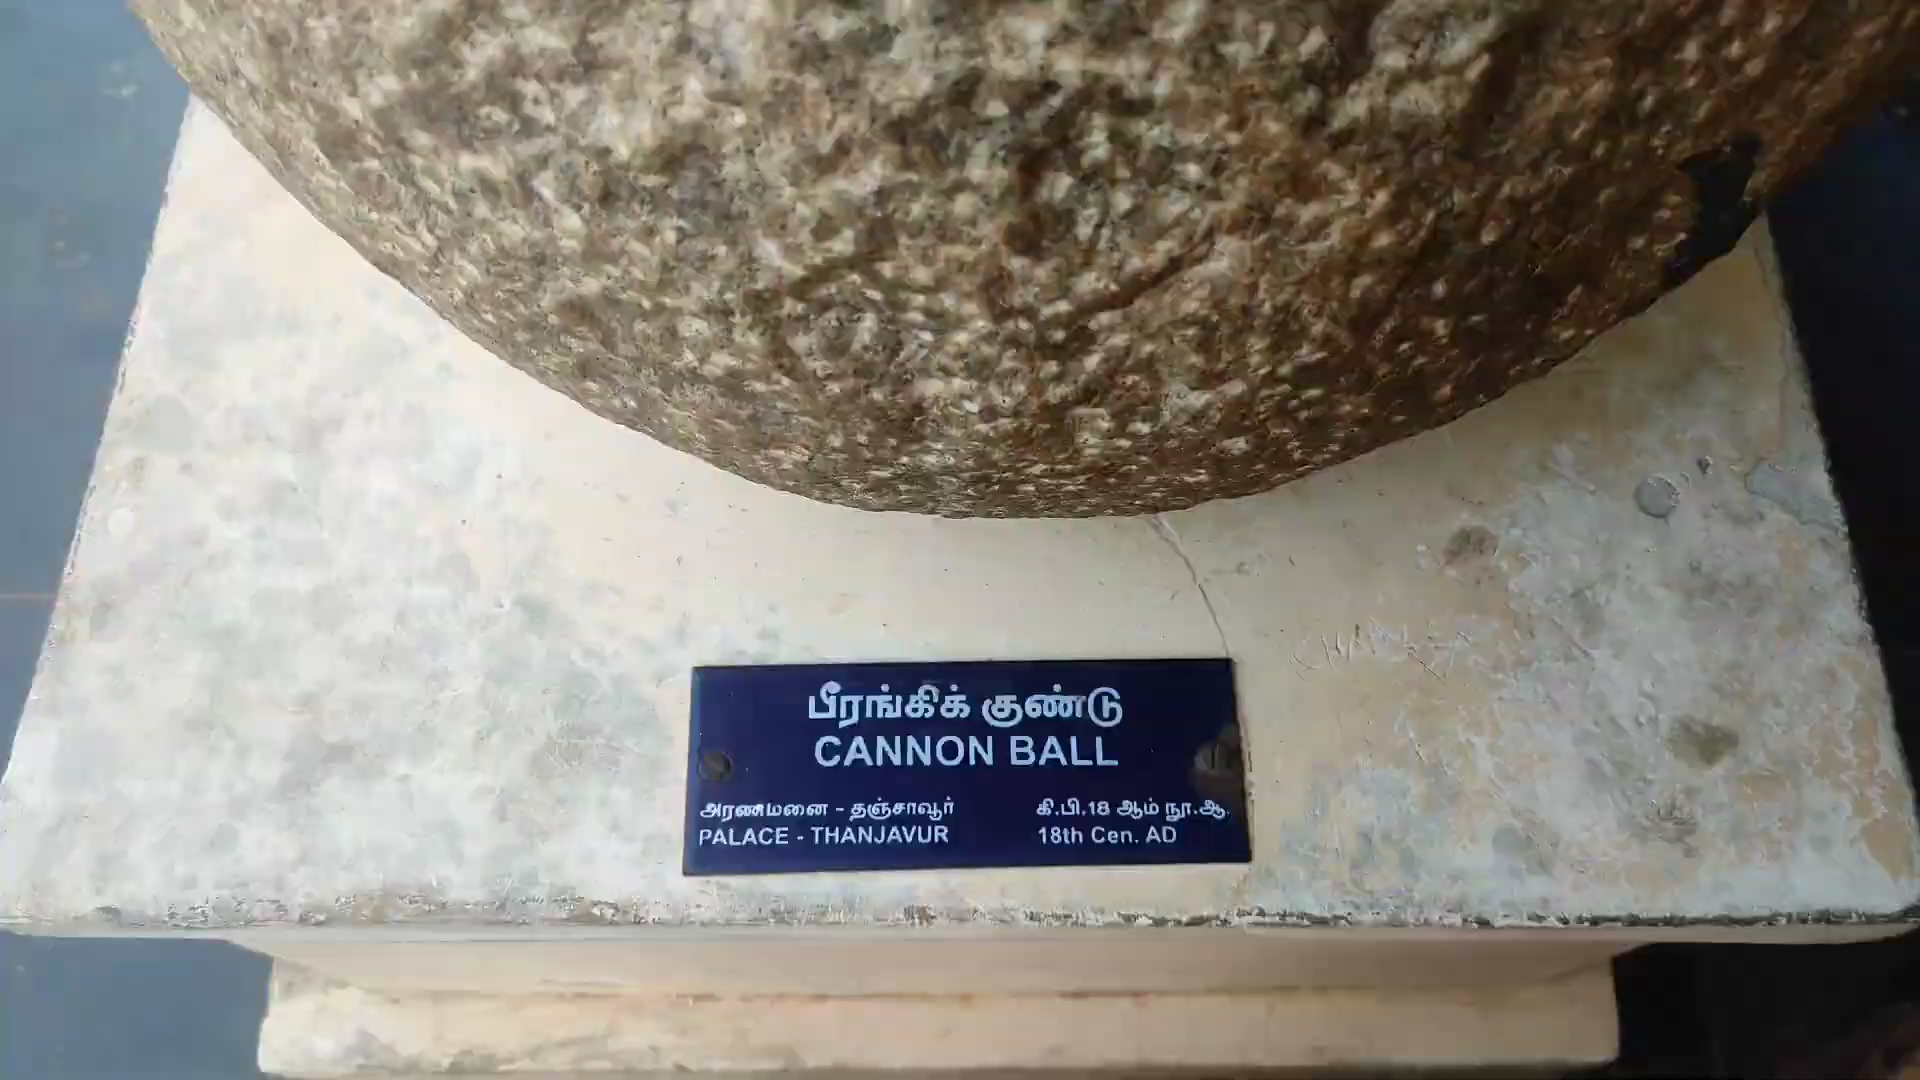 பீரங்கிக் குண்டு
CANNON BALL
அரண்மனை - தஞ்சாவூர் கி.பி.18 ஆம் நூ.ஆ.
PALACE - THANJAVUR 18th Cen. AD